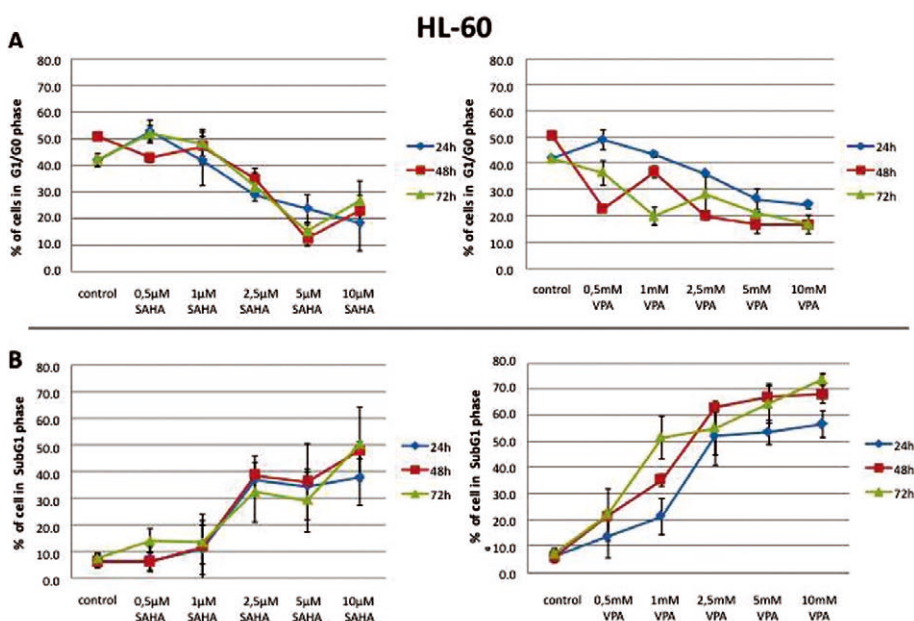 HL-60
A
% of cells in G1/G0 phase
80.0
70.0
60.0
50.0
40.0
30.0
20.0
10.0
0.0
control 0,5µM 1µM 2,5µM 5µM 10µM
SAHA SAHA SAHA SAHA SAHA
24h
48h
72h
% of cells in G1/G0 phase
80.0
70.0
60.0
50.0
40.0
30.0
20.0
10.0
0.0
control 0,5mM 1mM 2,5mM 5mM 10mM
VPA VPA VPA VPA VPA
24h
48h
72h
B
% of cell in SubG1 phase
80.0
70.0
60.0
50.0
40.0
30.0
20.0
10.0
0.0
control 0,5µM 1µM 2,5µM 5µM 10µM
SAHA SAHA SAHA SAHA SAHA
24h
48h
72h
% of cell in SubG1 phase
80.0
70.0
60.0
50.0
40.0
30.0
20.0
10.0
0.0
control 0,5mM 1mM 2,5mM 5mM 10mM
VPA VPA VPA VPA VPA
24h
48h
72h